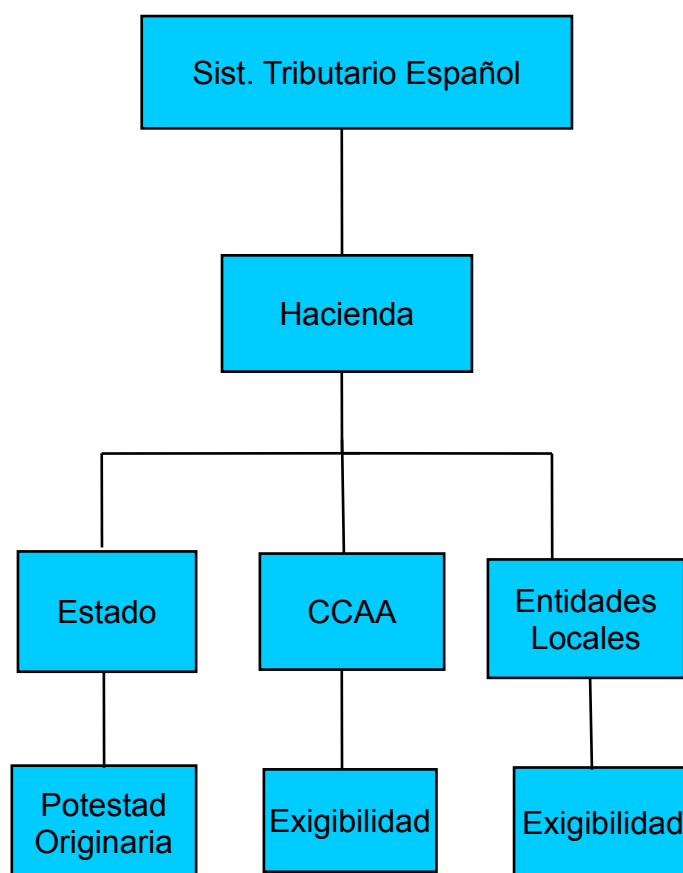 Sist. Tributario Español
Hacienda
Estado
CCAA
Entidades
Locales
Potestad
Originaria
Exigibilidad
Exigibilidad